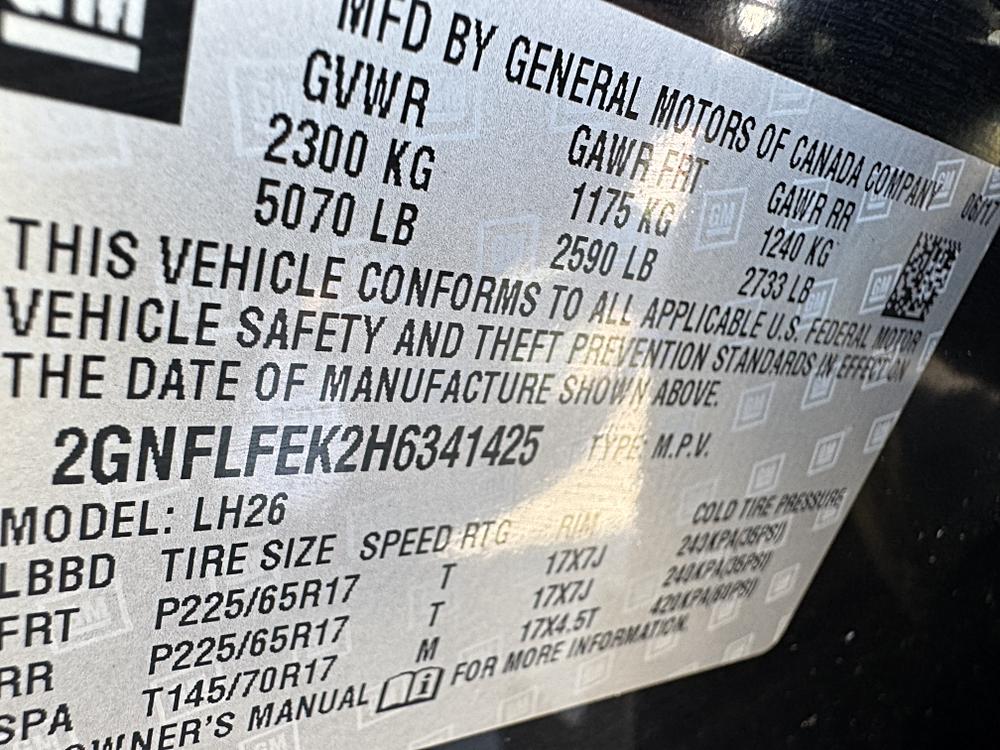 GM
MFD BY GENERAL MOTORS OF CANADA COMPANY
GVWR GAWR FRT GAWR RR 06/17
2300 KG 1175 KG 1240 KG
5070 LB 2590 LB 2733 LB
THIS VEHICLE CONFORMS TO ALL APPLICABLE U.S. FEDERAL MOTOR
VEHICLE SAFETY AND THEFT PREVENTION STANDARDS IN EFFECT ON
THE DATE OF MANUFACTURE SHOWN ABOVE.
2GNFLFEK2H6341425 TYPE: M.P.V.
MODEL: LH26
LBBD TIRE SIZE SPEED RTG RIM COLD TIRE PRESSURE
FRT P225/65R17 T 17X7J 240KPA(35PSI)
RR P225/65R17 T 17X7J 240KPA(35PSI)
SPA T145/70R17 M 17X4.5T 420KPA(60PSI)
OWNER'S MANUAL FOR MORE INFORMATION.